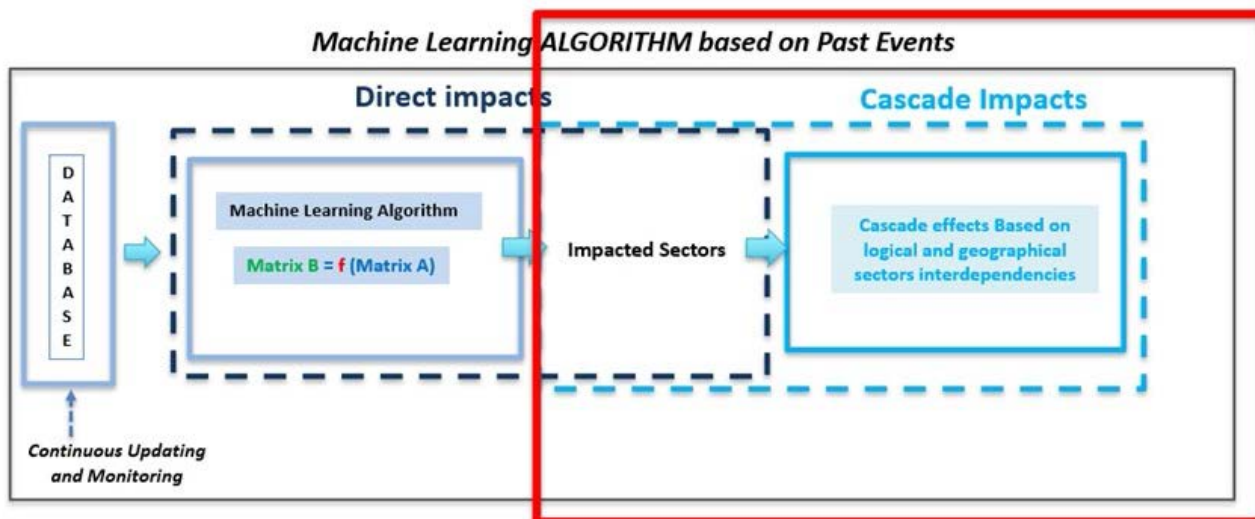 Machine Learning ALGORITHM based on Past Events
Direct impacts
Cascade Impacts
DATABASE
Machine Learning Algorithm
Matrix B = f (Matrix A)
Impacted Sectors
Cascade effects Based on
logical and geographical
sectors interdependencies
Continuous Updating
and Monitoring